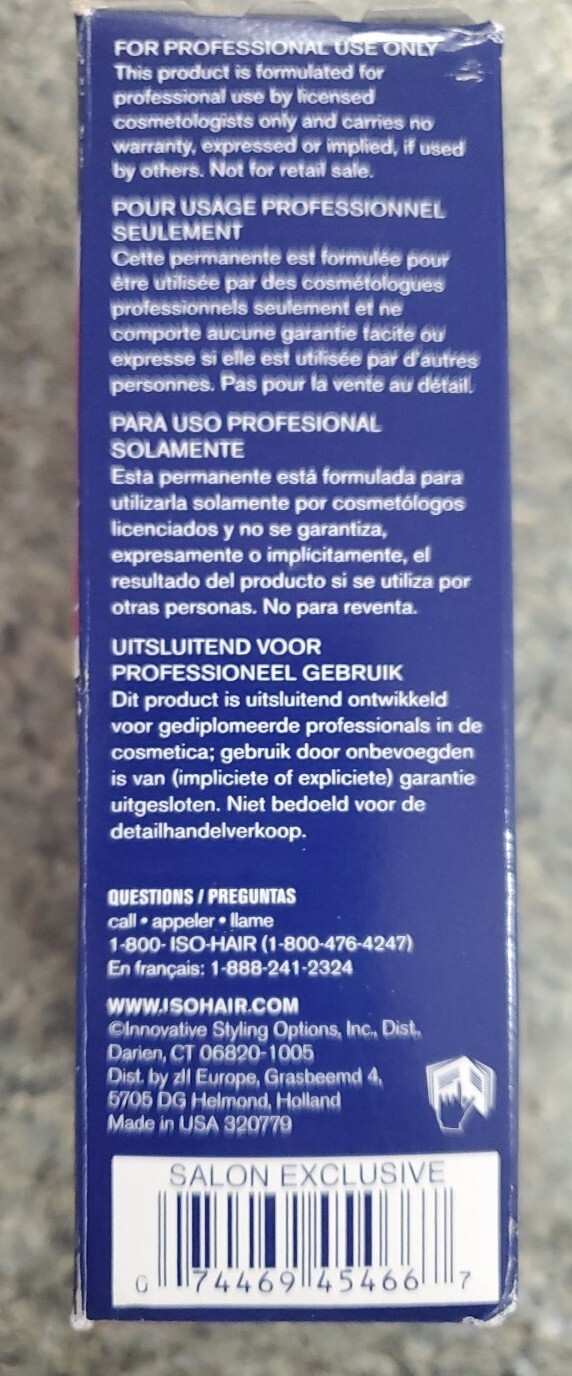 FOR PROFESSIONAL USE ONLY
This product is formulated for
professional use by licensed
cosmetologists only and carries no
warranty, expressed or implied, if used
by others. Not for retail sale.
POUR USAGE PROFESSIONNEL
SEULEMENT
Cette permanente est formulée pour
être utilisée par des cosmétologues
professionnels seulement et ne
comporte aucune garantie tacite ou
expresse si elle est utilisée par d'autres
personnes. Pas pour la vente au détail.
PARA USO PROFESIONAL
SOLAMENTE
Esta permanente está formulada para
utilizarla solamente por cosmetólogos
licenciados y no se garantiza,
expresamente o implicitamente, el
resultado del producto si se utiliza por
otras personas. No para reventa.
UITSLUITEND VOOR
PROFESSIONEEL GEBRUIK
Dit product is uitsluitend ontwikkeld
voor gediplomeerde professionals in de
cosmetica; gebruik door onbevoegden
is van (impliciete of expliciete) garantie
uitgesloten. Niet bedoeld voor de
detailhandelverkoop.
QUESTIONS / PREGUNTAS
call • appeler • llame
1-800- ISO-HAIR (1-800-476-4247)
En français: 1-888-241-2324
WWW.ISOHAIR.COM
©Innovative Styling Options, Inc., Dist.
Darien, CT 06820-1005
Dist. by zll Europe, Grasbeemd 4,
5705 DG Helmond, Holland
Made in USA 320779
SALON EXCLUSIVE
0 74469 45466 7